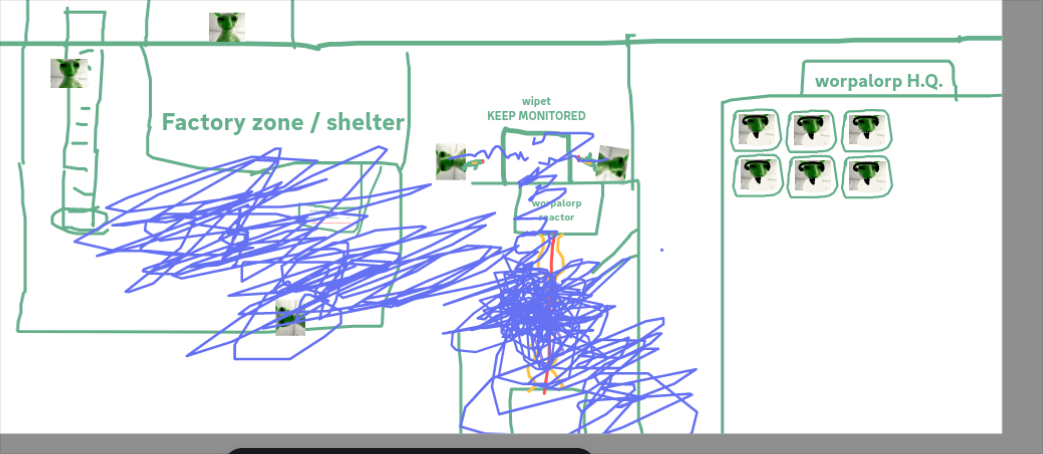 worpalorp H.Q.
wipet
KEEP MONITORED
Factory zone / shelter
worpalorp
reactor